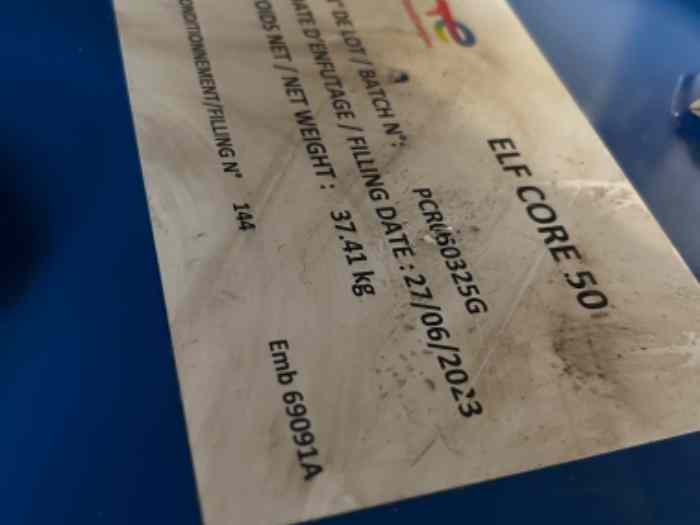 ELF CORE 50
N° DE LOT / BATCH N°: PCR060325G
DATE D'ENFUTAGE / FILLING DATE : 27/06/2023
POIDS NET / NET WEIGHT : 37.41 kg
CONDITIONNEMENT/FILLING N° 144
Emb 69091A